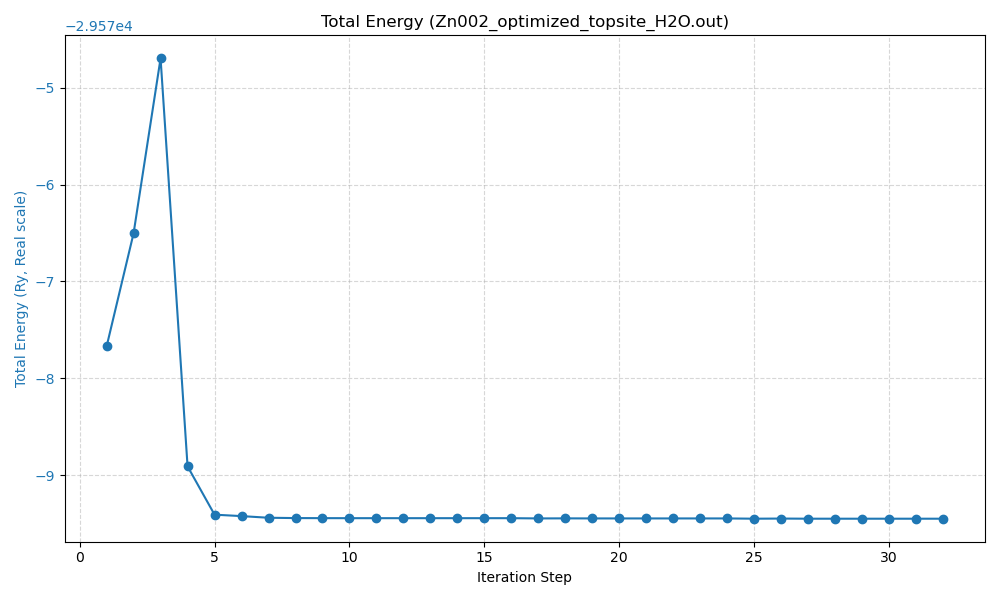 Total Energy (Zn002_optimized_topsite_H2O.out)
−2.957e4
−5
−6
−7
−8
−9
Total Energy (Ry, Real scale)
0 5 10 15 20 25 30
Iteration Step